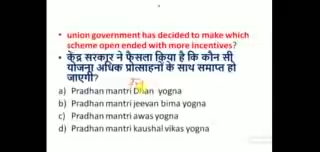 union government has decided to make which
scheme open ended with more incentives?
केंद्र सरकार ने फैसला किया है कि कौन सी
योजना अधिक प्रोत्साहनों के साथ समाप्त हो
जाएगी?
a) Pradhan mantri Dhan yogna
b) Pradhan mantri jeevan bima yogna
c) Pradhan mantri awas yogna
d) Pradhan mantri kaushal vikas yogna